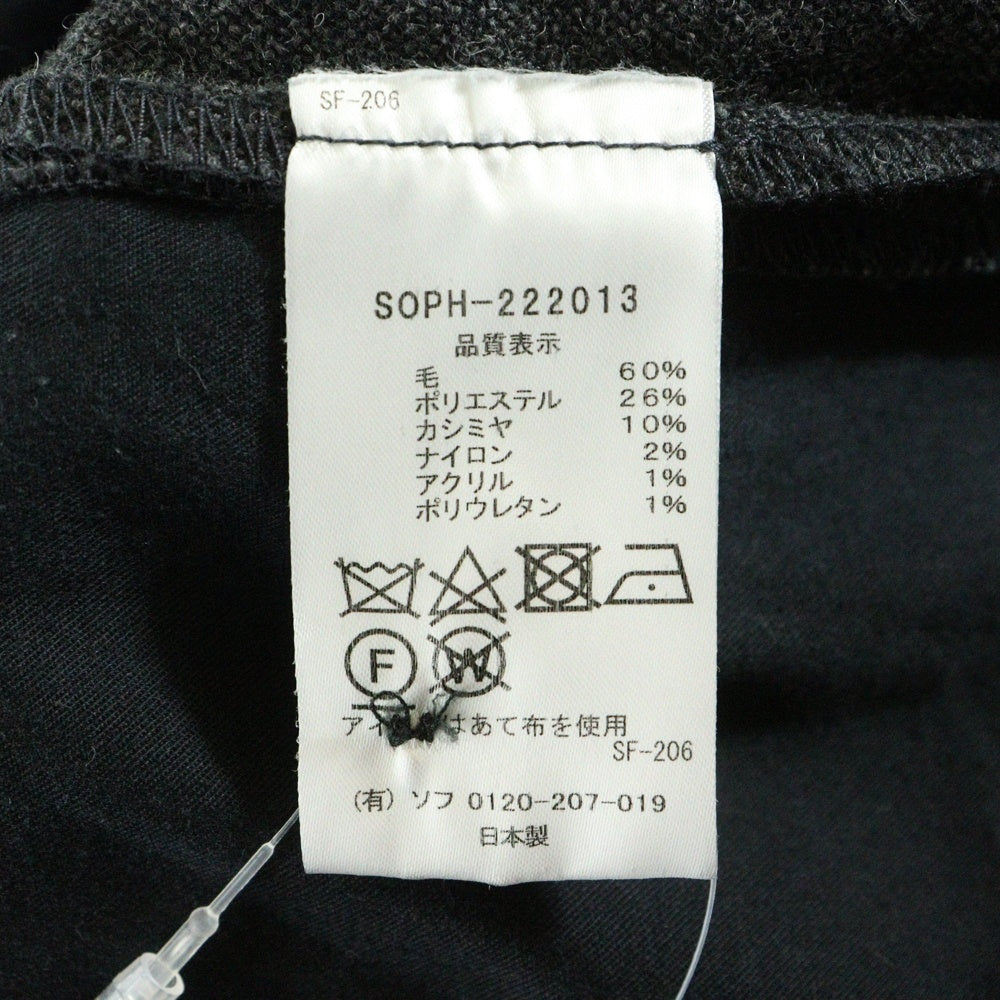 SF-206
SOPH-222013
品質表示
毛 60%
ポリエステル 26%
カシミヤ 10%
ナイロン 2%
アクリル 1%
ポリウレタン 1%
F W
はあて布を使用
SF-206
(有) ソフ 0120-207-019
日本製